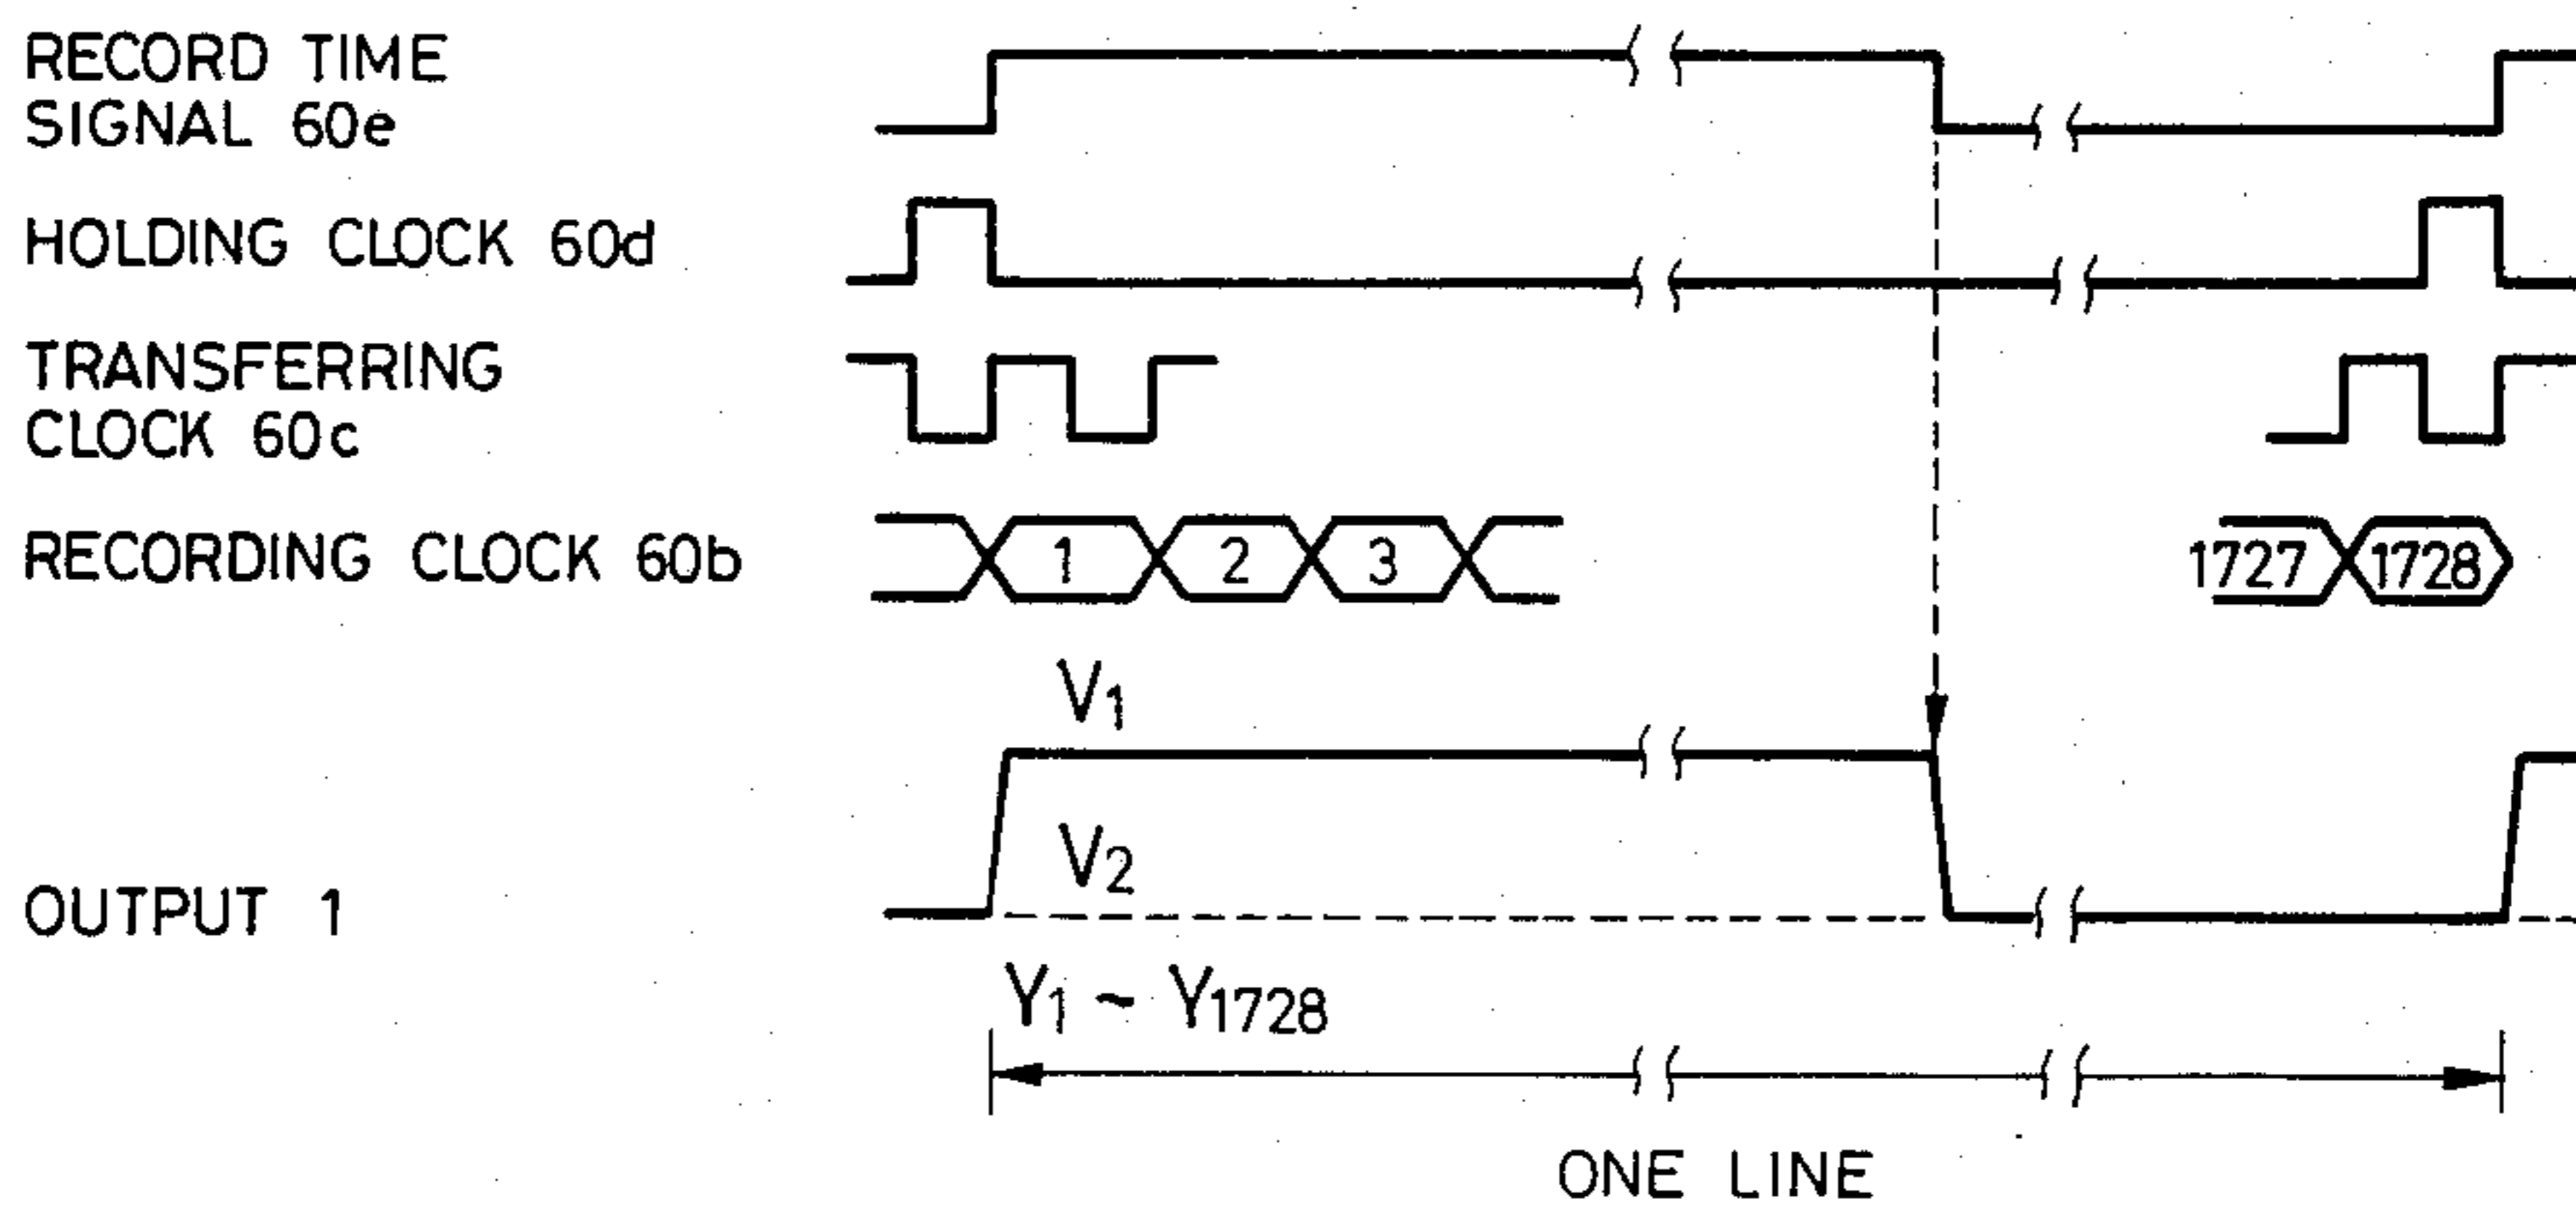 RECORD TIME
SIGNAL 60e
HOLDING CLOCK 60d
TRANSFERRING
CLOCK 60c
RECORDING CLOCK 60b
1 2 3 1727 1728
V1
V2
OUTPUT 1
Y1 ~ Y1728
ONE LINE